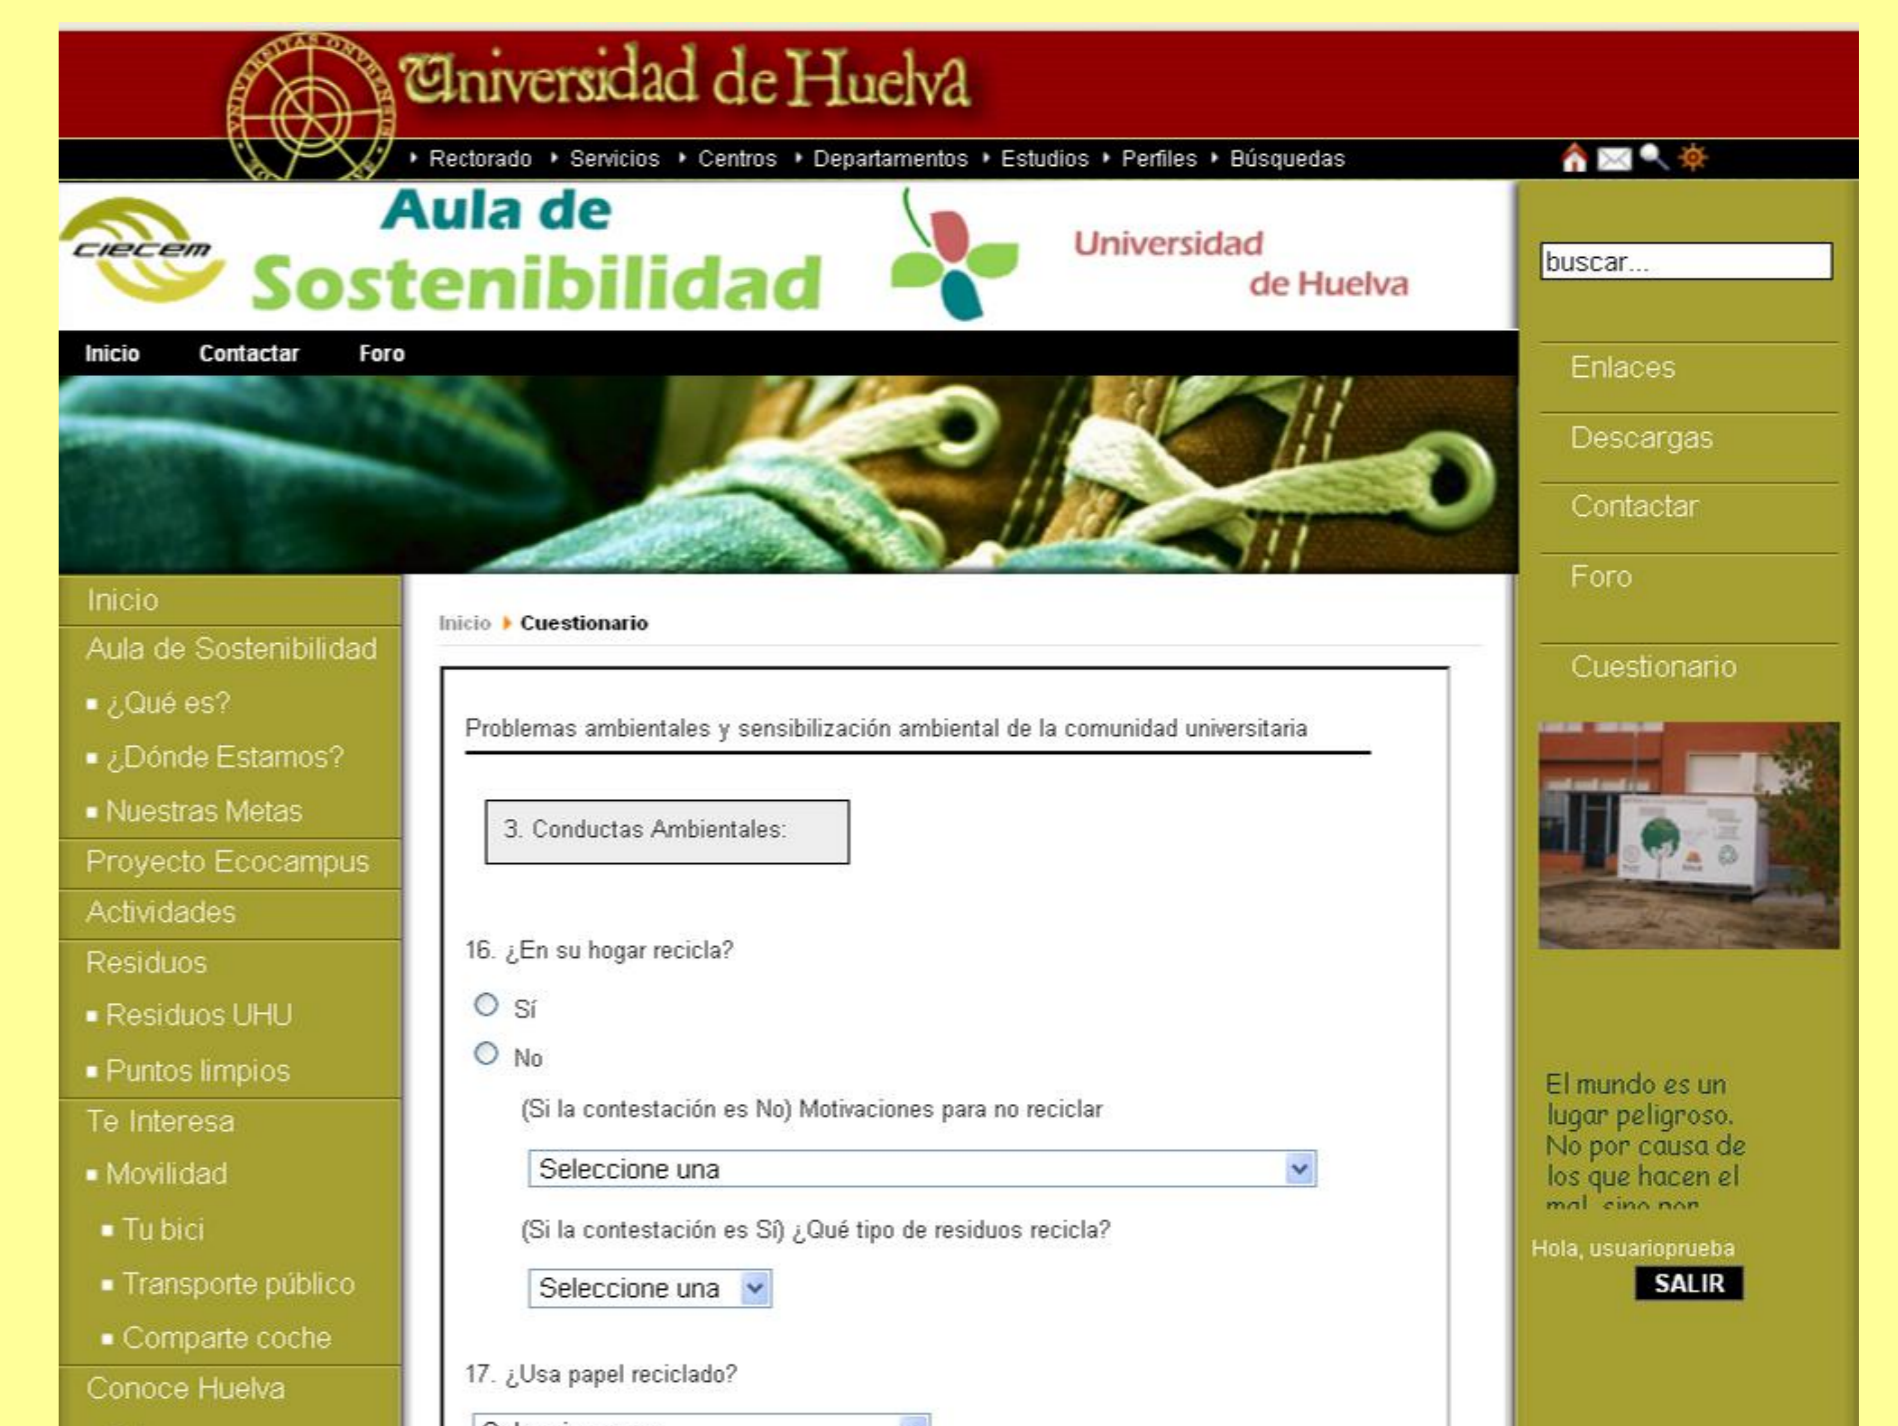 Universidad de Huelva
Rectorado Servicios Centros Departamentos Estudios Perfiles Búsquedas
CIECEM
Aula de
Sostenibilidad
Universidad
de Huelva
buscar...
Inicio Contactar Foro
Enlaces
Descargas
Contactar
Foro
Cuestionario
Inicio
Aula de Sostenibilidad
¿Qué es?
¿Dónde Estamos?
Nuestras Metas
Proyecto Ecocampus
Actividades
Residuos
Residuos UHU
Puntos limpios
Te Interesa
Movilidad
Tu bici
Transporte público
Comparte coche
Conoce Huelva
Inicio Cuestionario
Problemas ambientales y sensibilización ambiental de la comunidad universitaria
3. Conductas Ambientales:
16. ¿En su hogar recicla?
Sí
No
(Si la contestación es No) Motivaciones para no reciclar
Seleccione una
(Si la contestación es Sí) ¿Qué tipo de residuos recicla?
Seleccione una
17. ¿Usa papel reciclado?
El mundo es un
lugar peligroso.
No por causa de
los que hacen el
mal, sino por
Hola, usuarioprueba
SALIR